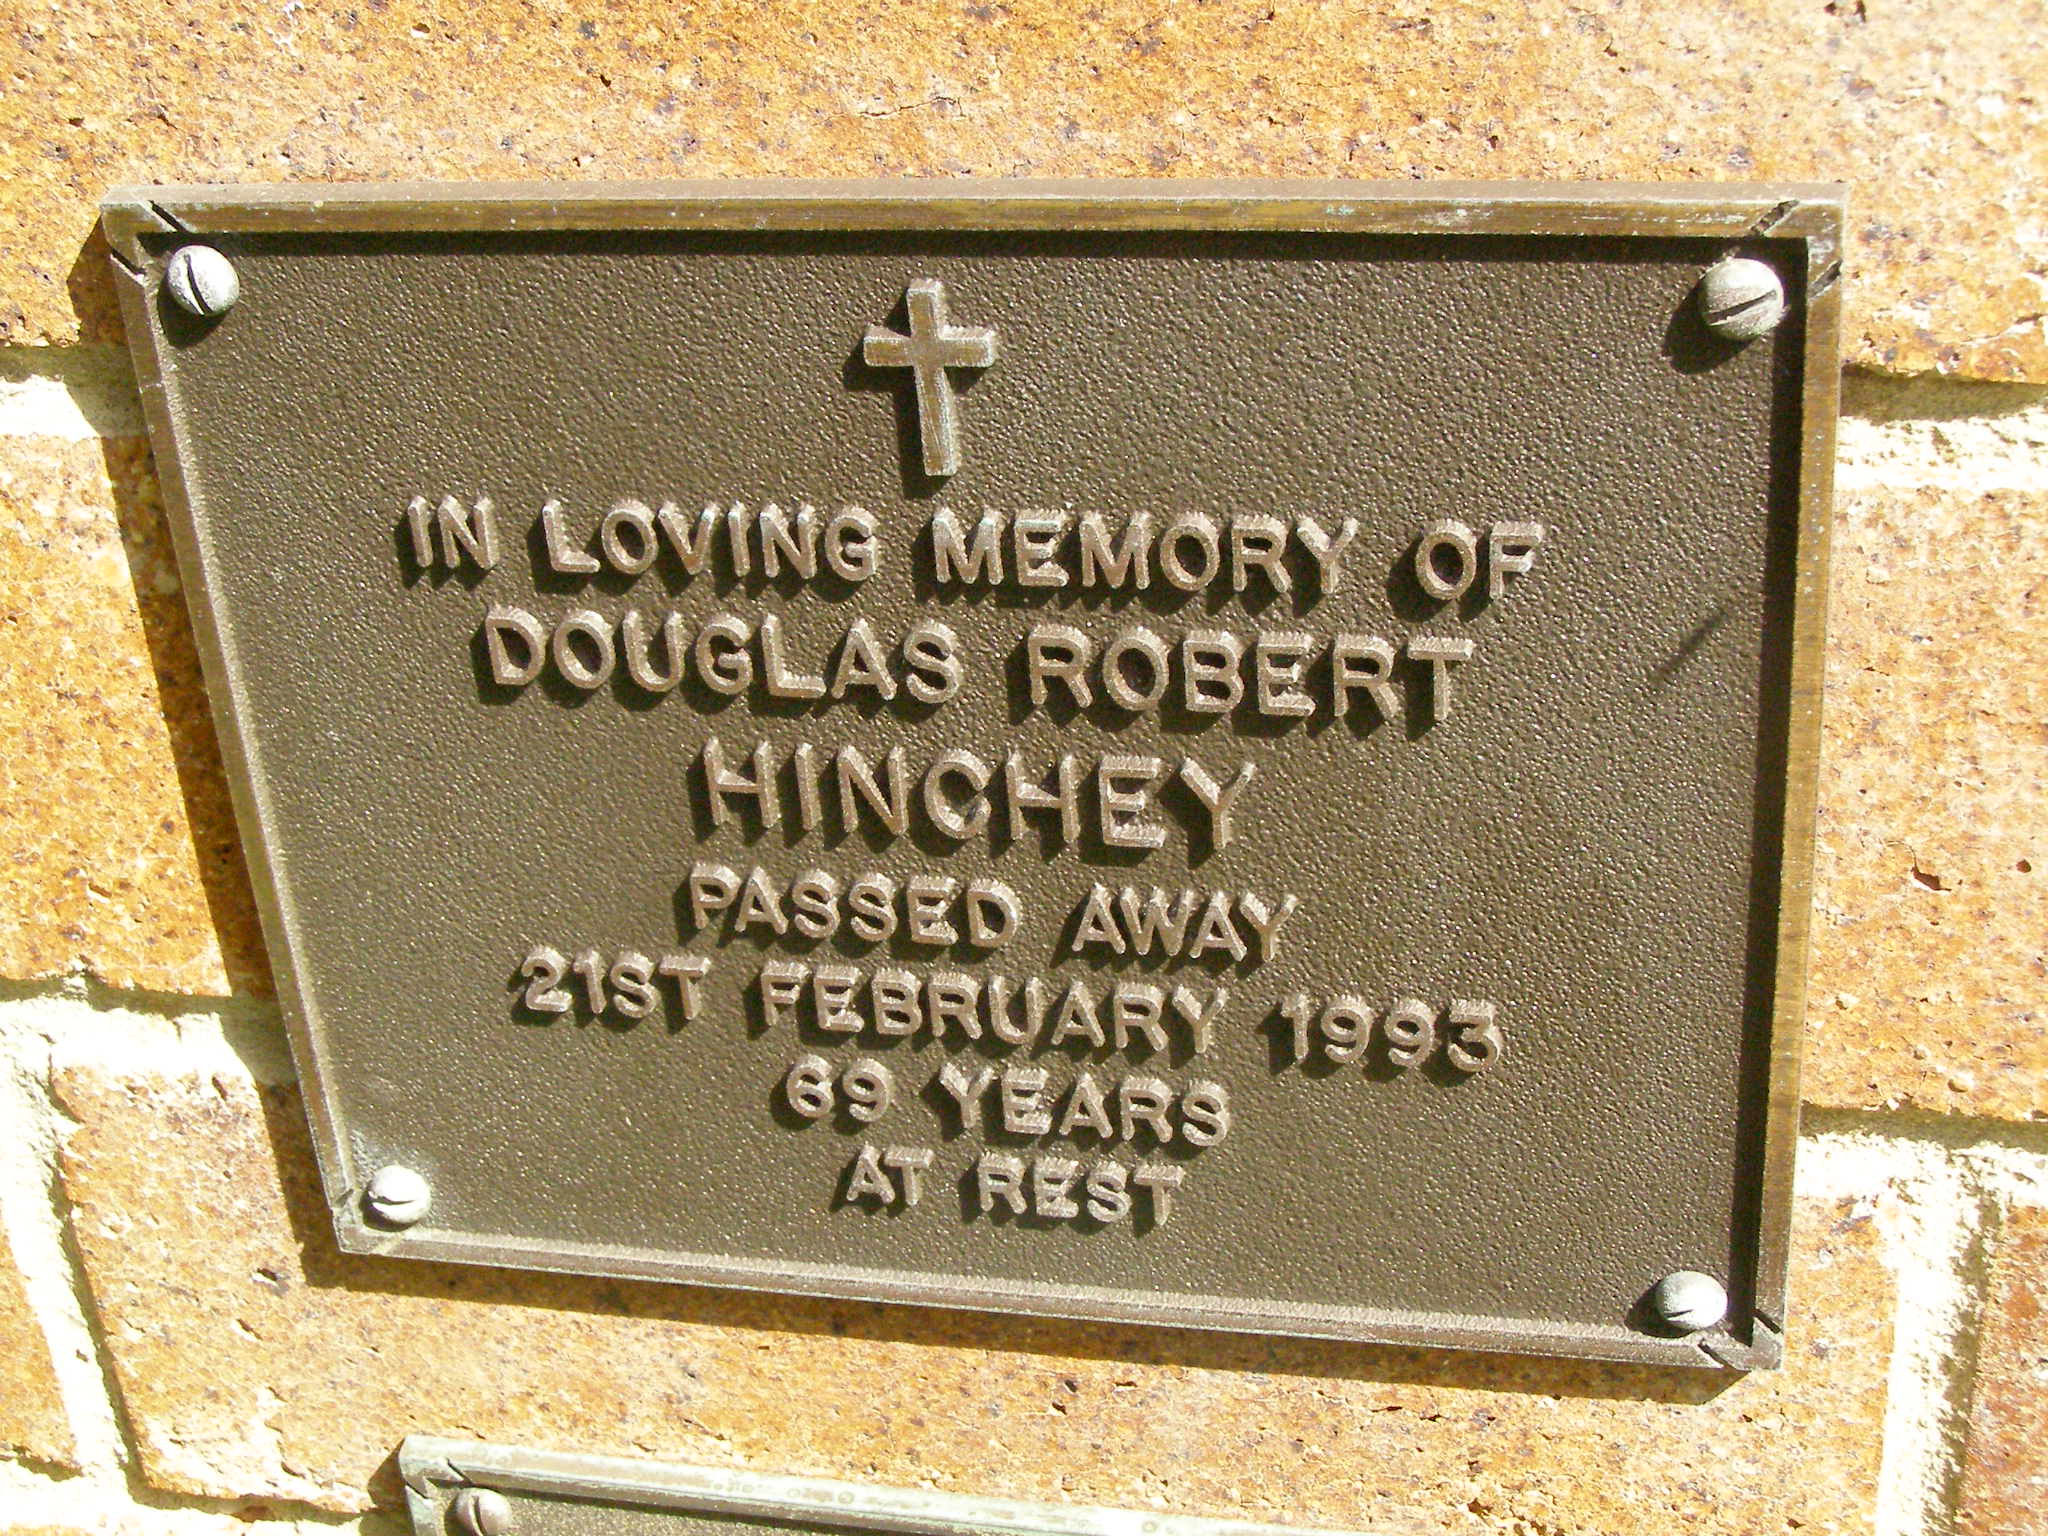 IN LOVING MEMORY OF
DOUGLAS ROBERT
HINCHEY
PASSED AWAY
21ST FEBRUARY 1993
69 YEARS
AT REST